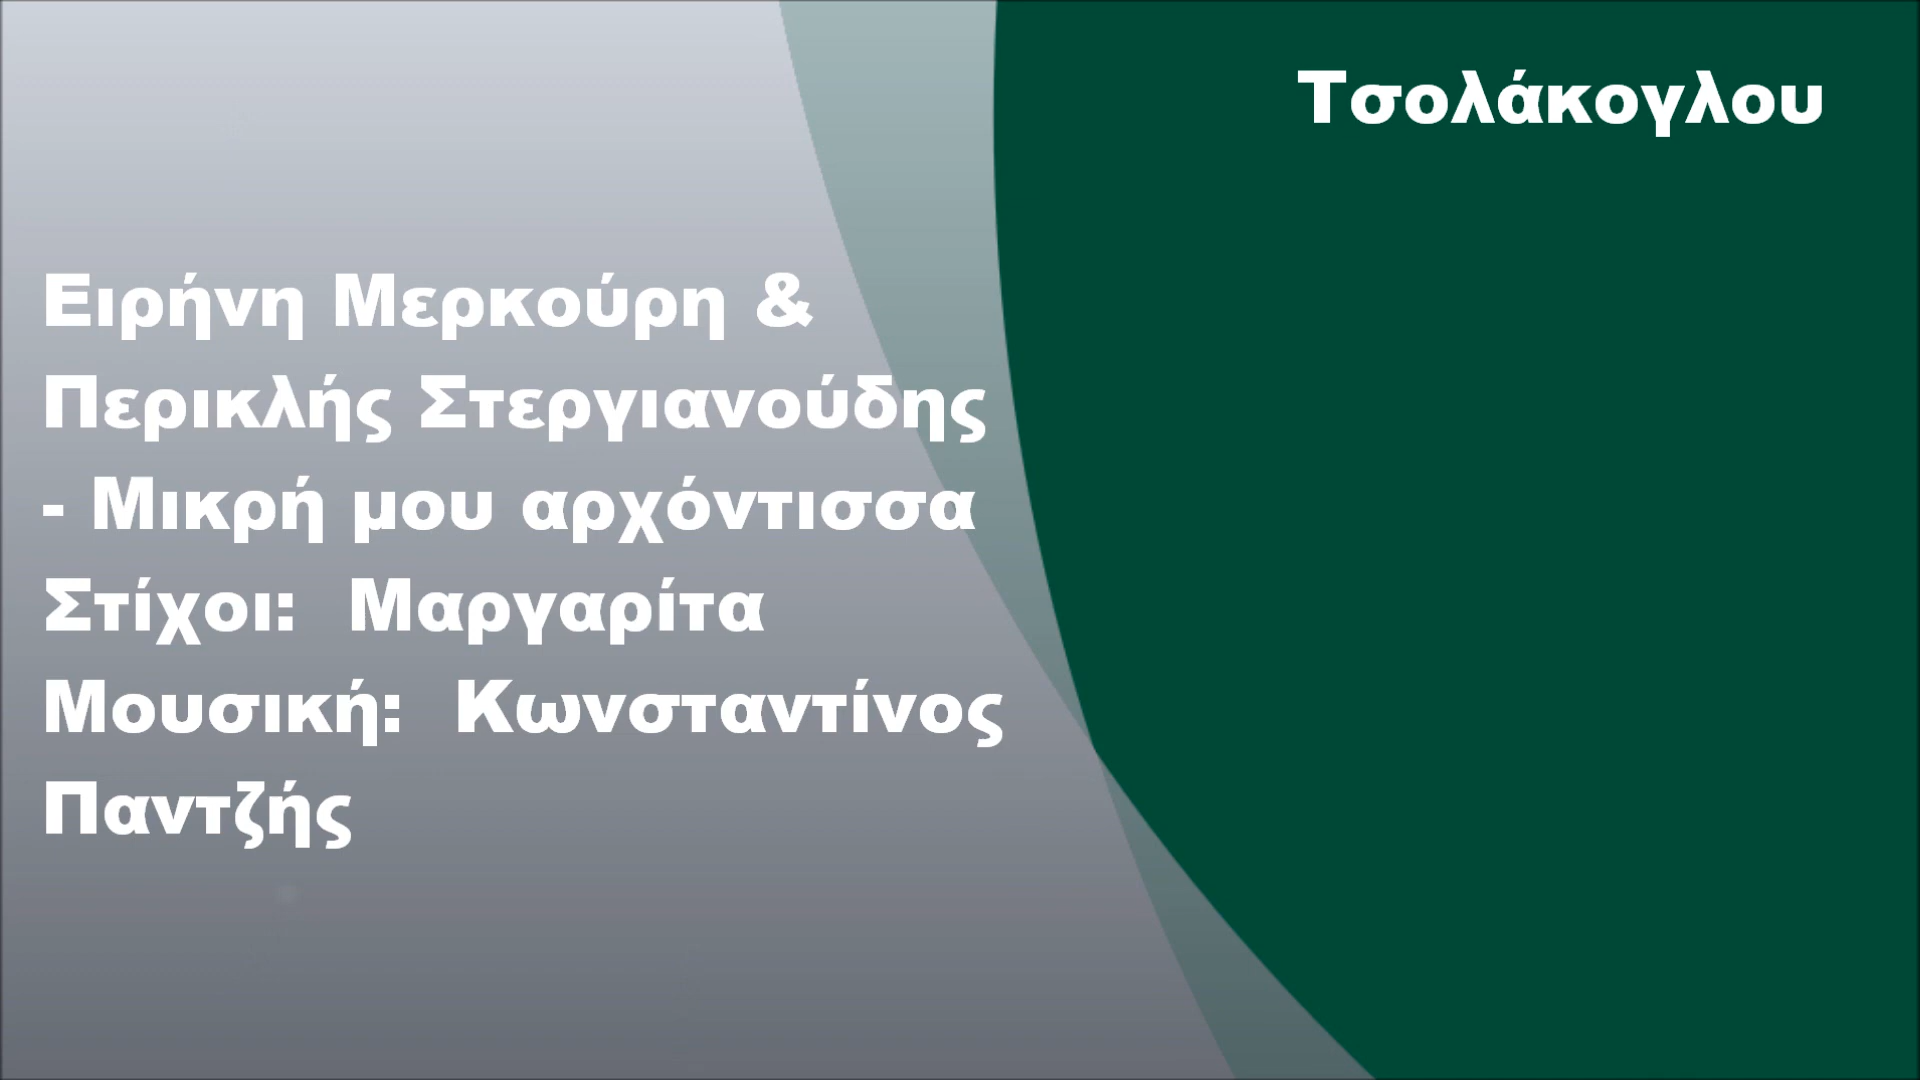 Τσολάκογλου
Ειρήνη Μερκούρη &
Περικλής Στεργιανούδης
- Μικρή μου αρχόντισσα
Στίχοι: Μαργαρίτα
Μουσική: Κωνσταντίνος
Παντζής